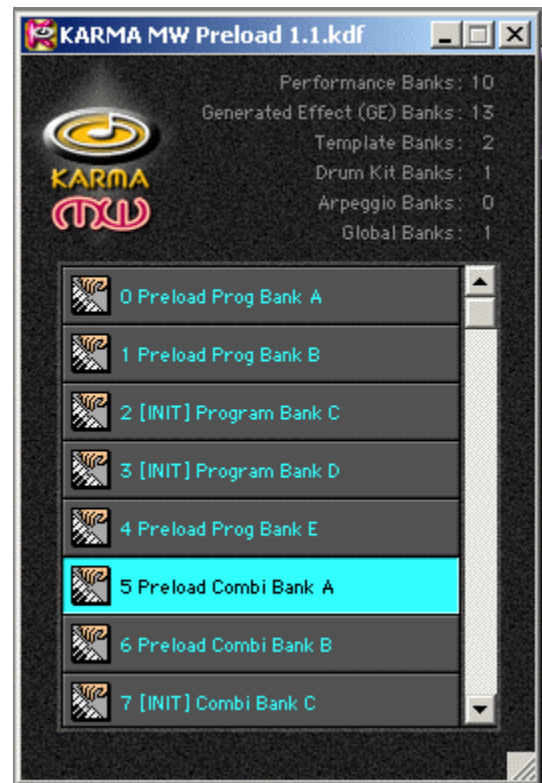 KARMA MW Preload 1.1.kdf
Performance Banks: 10
Generated Effect (GE) Banks: 13
Template Banks: 2
Drum Kit Banks: 1
Arpeggio Banks: 0
Global Banks: 1
KARMA
MW
0 Preload Prog Bank A
1 Preload Prog Bank B
2 [INIT] Program Bank C
3 [INIT] Program Bank D
4 Preload Prog Bank E
5 Preload Combi Bank A
6 Preload Combi Bank B
7 [INIT] Combi Bank C